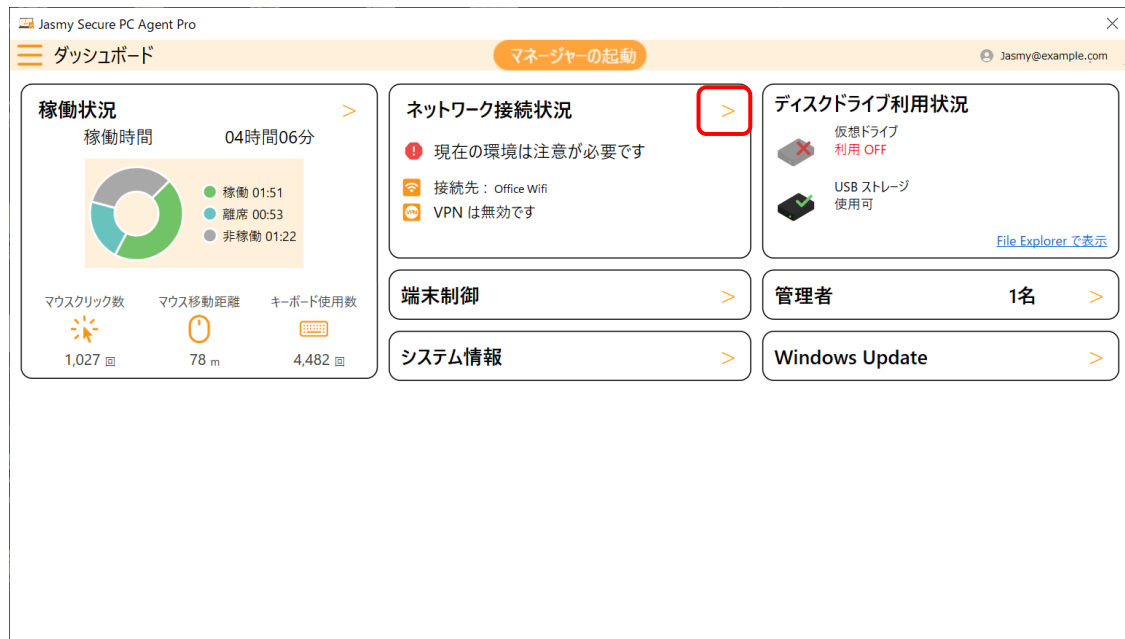 Jasmy Secure PC Agent Pro
ダッシュボード
マネージャーの起動
Jasmy@example.com
稼働状況
稼働時間 04時間06分
稼働 01:51
離席 00:53
非稼働 01:22
マウスクリック数 マウス移動距離 キーボード使用数
1,027 回 78 m 4,482 回
ネットワーク接続状況
現在の環境は注意が必要です
接続先： Office Wifi
VPN VPN は無効です
端末制御
システム情報
ディスクドライブ利用状況
仮想ドライブ
利用 OFF
USB ストレージ
使用可
File Explorer で表示
管理者 1名
Windows Update